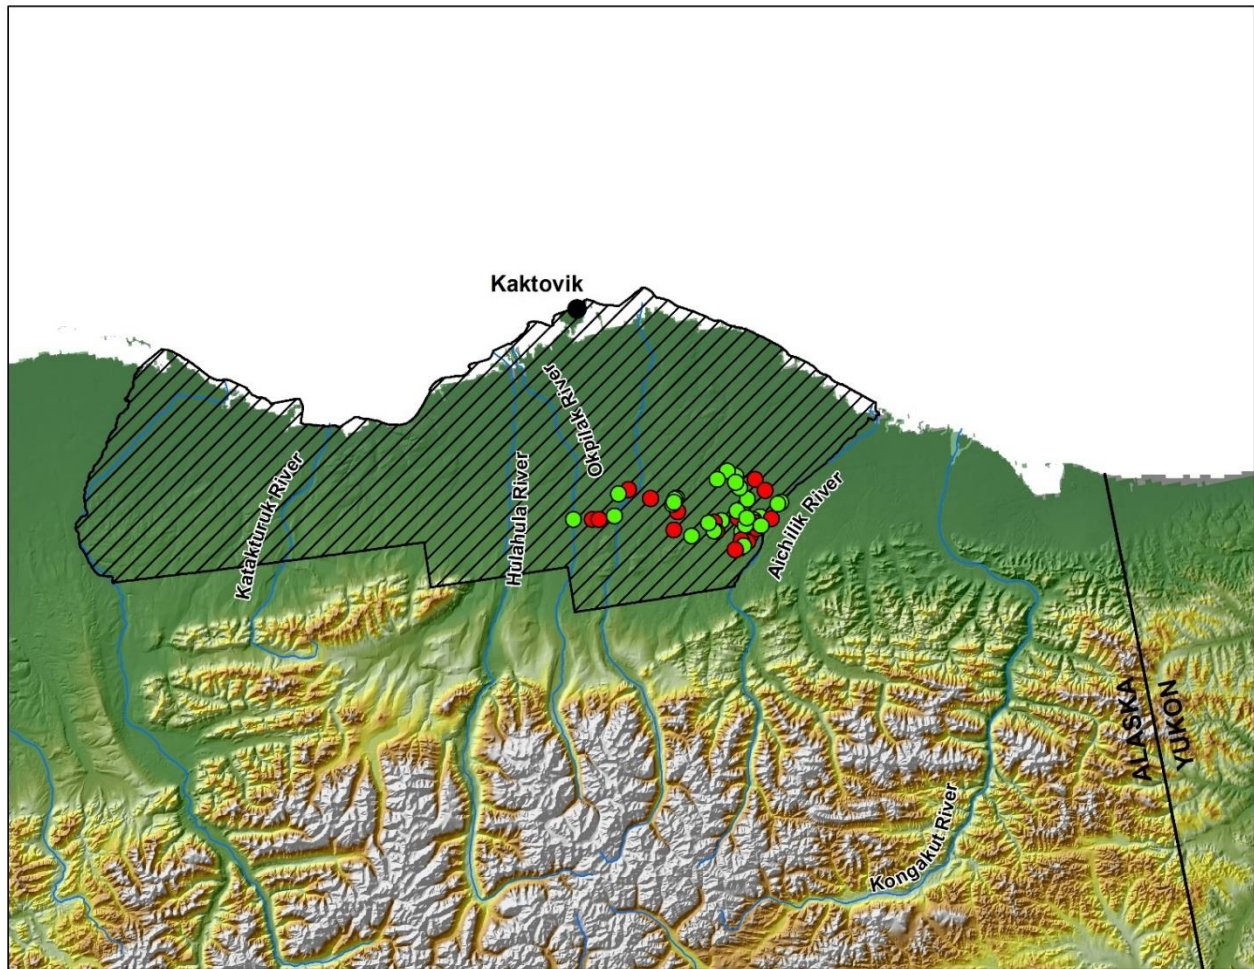 Kaktovik
Okpilak River
Katakturuk River
Hulahula River
Aichilik River
ALASKA
YUKON
Kongakut River